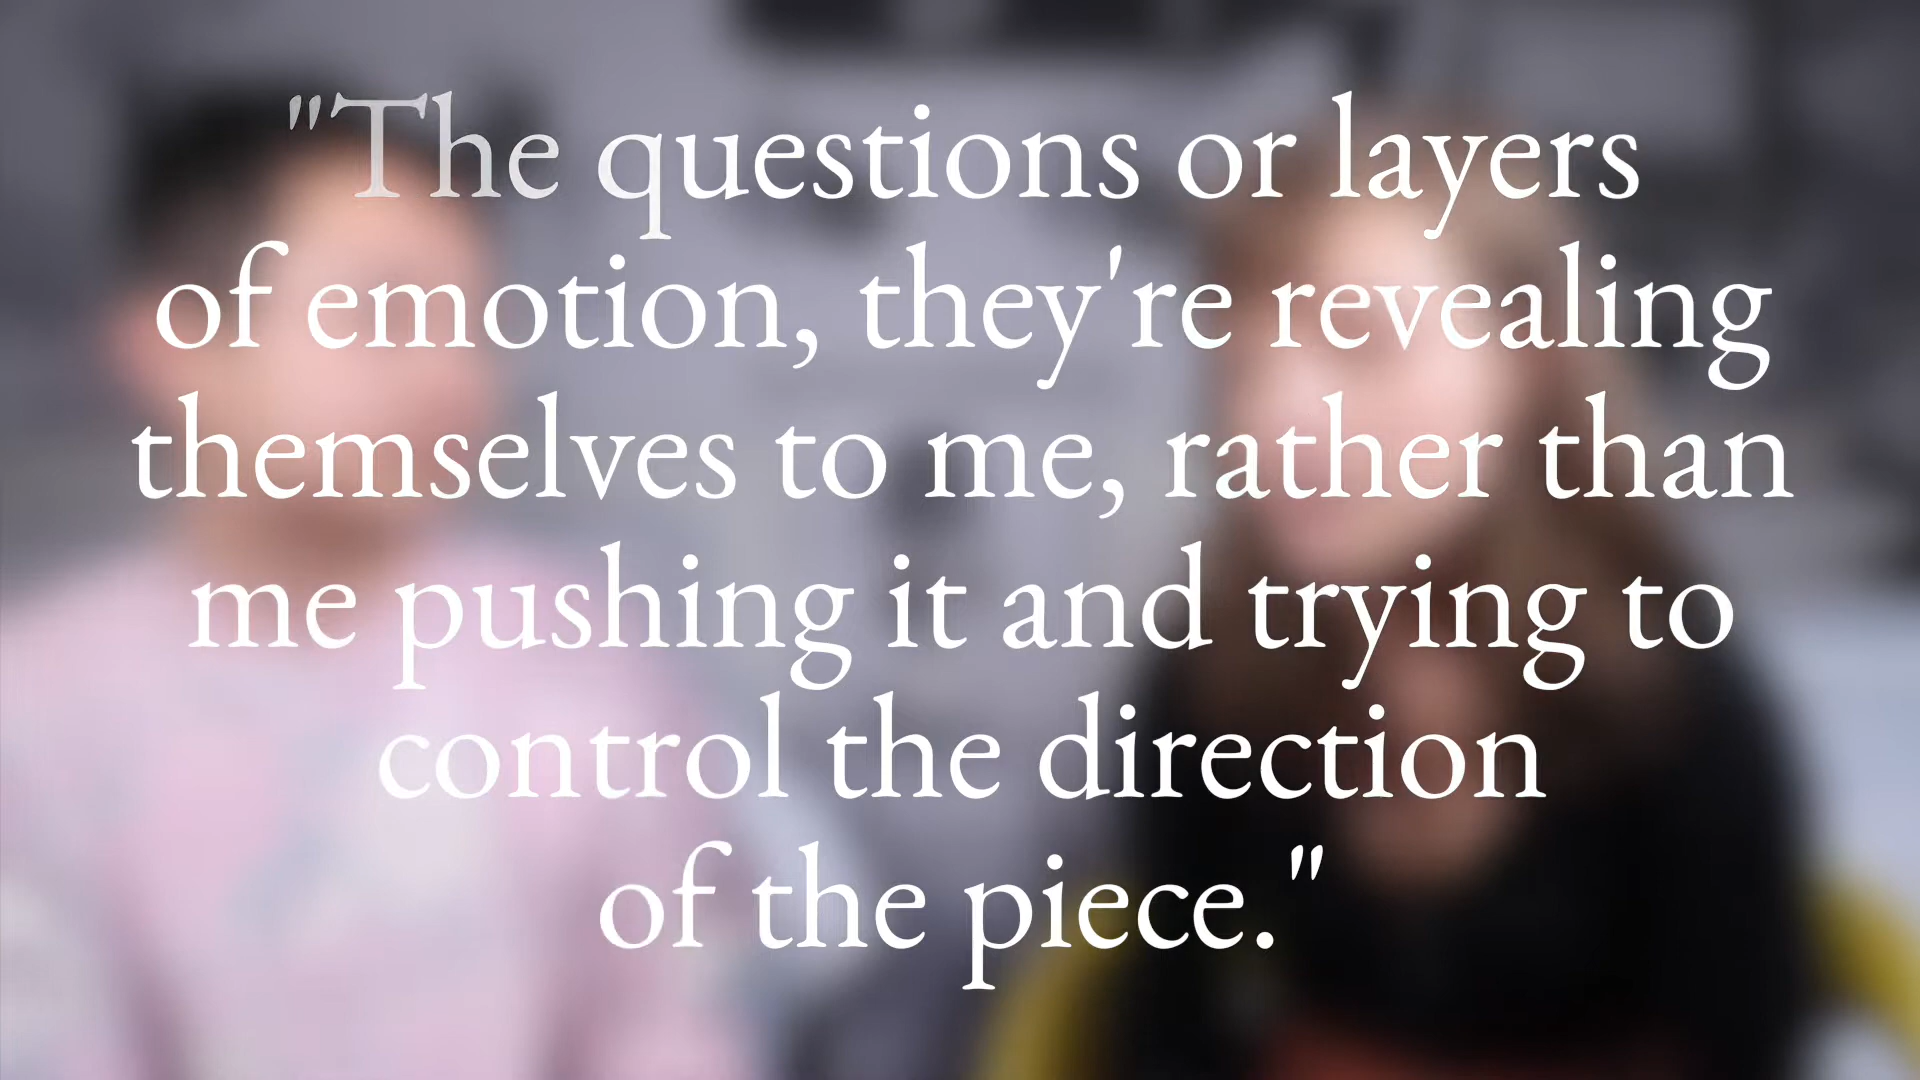 "The questions or layers
of emotion, they're revealing
themselves to me, rather than
me pushing it and trying to
control the direction
of the piece."